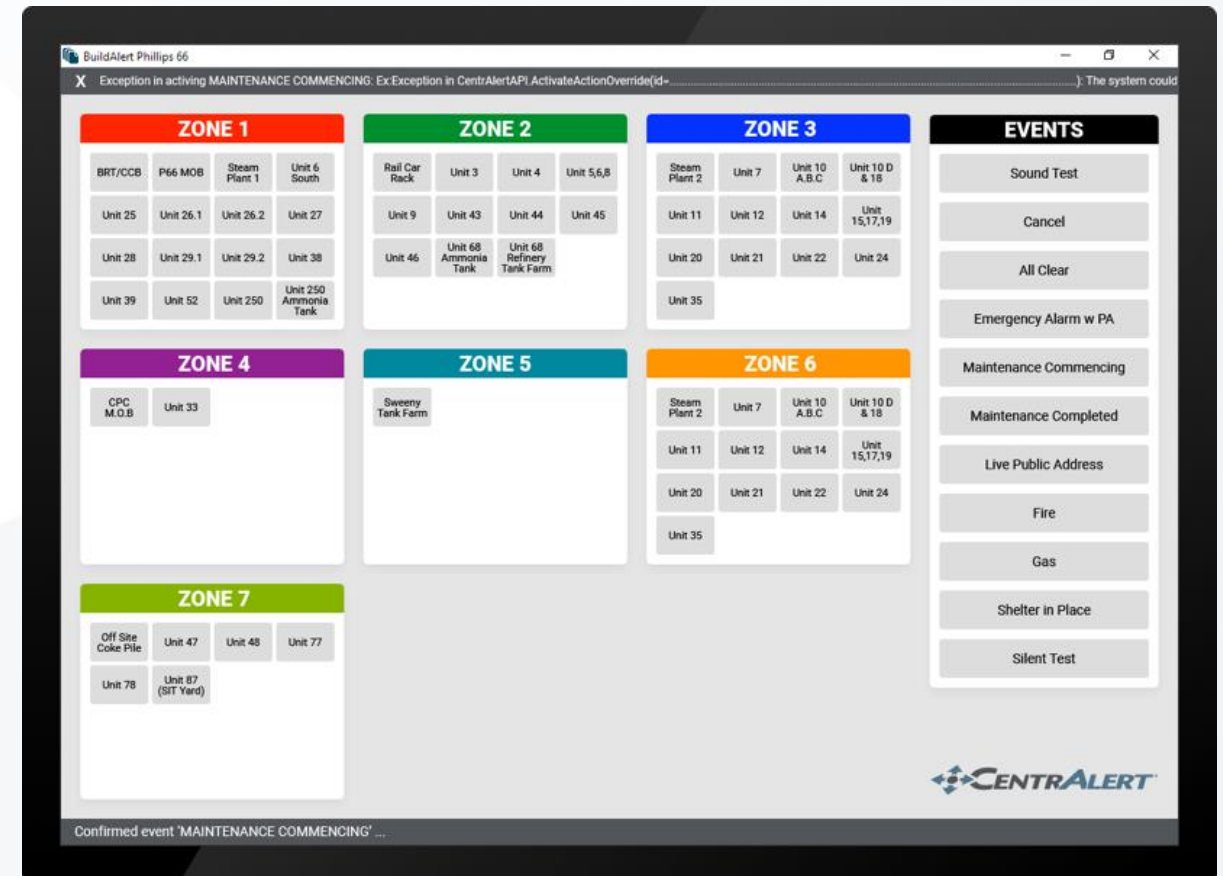 BuildAlert Phillips 66
X Exception in activing MAINTENANCE COMMENCING: Ex:Exception in CentrAlertAPI.ActivateActionOverride(id=....................): The system could
ZONE 1
BRT/CCB
P66 MOB
Steam
Plant 1
Unit 6
South
Unit 25
Unit 26.1
Unit 26.2
Unit 27
Unit 28
Unit 29.1
Unit 29.2
Unit 38
Unit 39
Unit 52
Unit 250
Unit 250
Ammonia
Tank
ZONE 2
Rail Car
Rack
Unit 3
Unit 4
Unit 5,6,8
Unit 9
Unit 43
Unit 44
Unit 45
Unit 46
Unit 68
Ammonia
Tank
Unit 68
Refinery
Tank Farm
ZONE 3
Steam
Plant 2
Unit 7
Unit 10
A.B.C
Unit 10 D
& 18
Unit 11
Unit 12
Unit 14
Unit
15,17,19
Unit 20
Unit 21
Unit 22
Unit 24
Unit 35
ZONE 4
CPC
M.O.B
Unit 33
ZONE 5
Sweeny
Tank Farm
ZONE 6
Steam
Plant 2
Unit 7
Unit 10
A.B.C
Unit 10 D
& 18
Unit 11
Unit 12
Unit 14
Unit
15,17,19
Unit 20
Unit 21
Unit 22
Unit 24
Unit 35
ZONE 7
Off Site
Coke Pile
Unit 47
Unit 48
Unit 77
Unit 78
Unit 87
(SIT Yard)
EVENTS
Sound Test
Cancel
All Clear
Emergency Alarm w PA
Maintenance Commencing
Maintenance Completed
Live Public Address
Fire
Gas
Shelter in Place
Silent Test
CENTRALERT
Confirmed event 'MAINTENANCE COMMENCING' ...